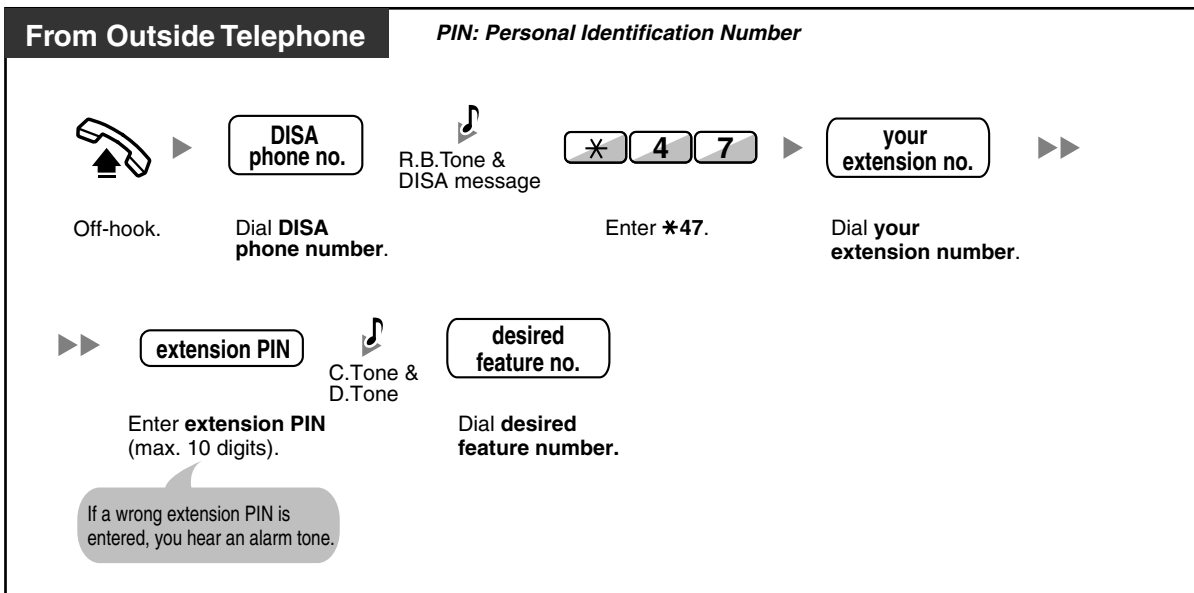 From Outside Telephone
PIN: Personal Identification Number
DISA
phone no.
R.B.Tone &
DISA message
* 4 7
your
extension no.
Off-hook.
Dial DISA
phone number.
Enter *47.
Dial your
extension number.
extension PIN
C.Tone &
D.Tone
desired
feature no.
Enter extension PIN
(max. 10 digits).
Dial desired
feature number.
If a wrong extension PIN is
entered, you hear an alarm tone.